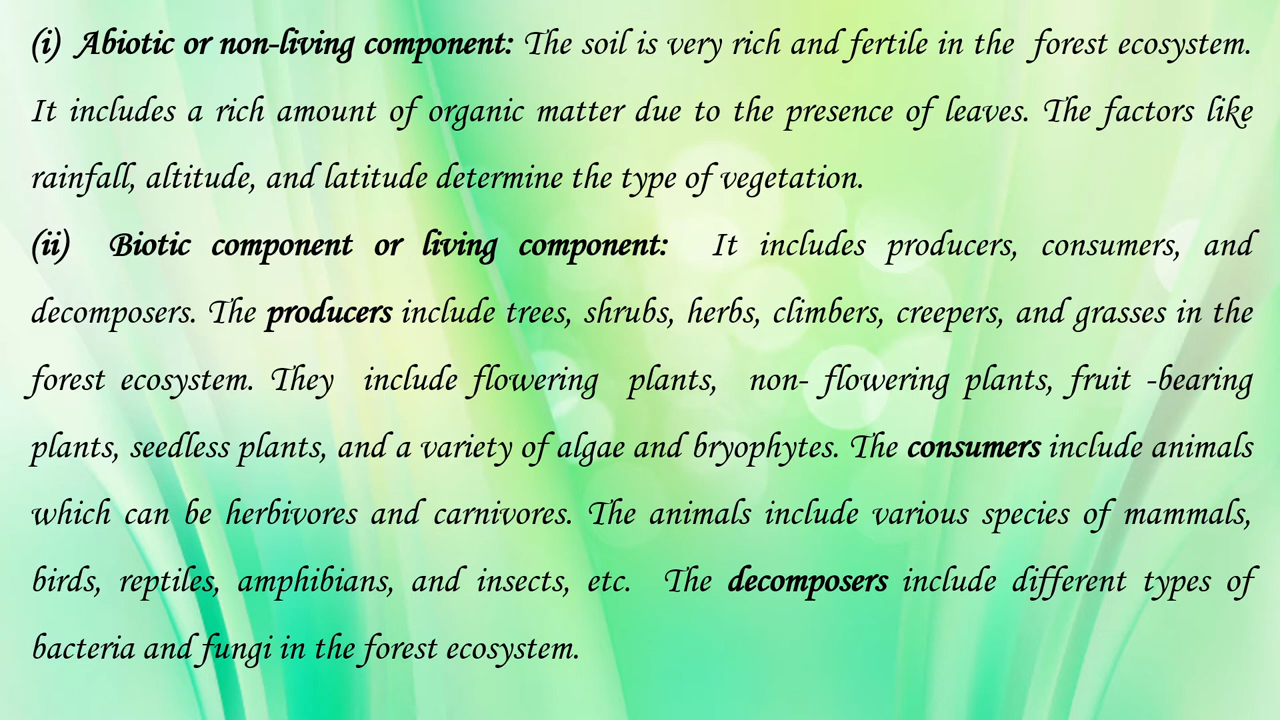 (i) Abiotic or non-living component: The soil is very rich and fertile in the forest ecosystem.
It includes a rich amount of organic matter due to the presence of leaves. The factors like
rainfall, altitude, and latitude determine the type of vegetation.
(ii) Biotic component or living component: It includes producers, consumers, and
decomposers. The producers include trees, shrubs, herbs, climbers, creepers, and grasses in the
forest ecosystem. They include flowering plants, non- flowering plants, fruit -bearing
plants, seedless plants, and a variety of algae and bryophytes. The consumers include animals
which can be herbivores and carnivores. The animals include various species of mammals,
birds, reptiles, amphibians, and insects, etc. The decomposers include different types of
bacteria and fungi in the forest ecosystem.